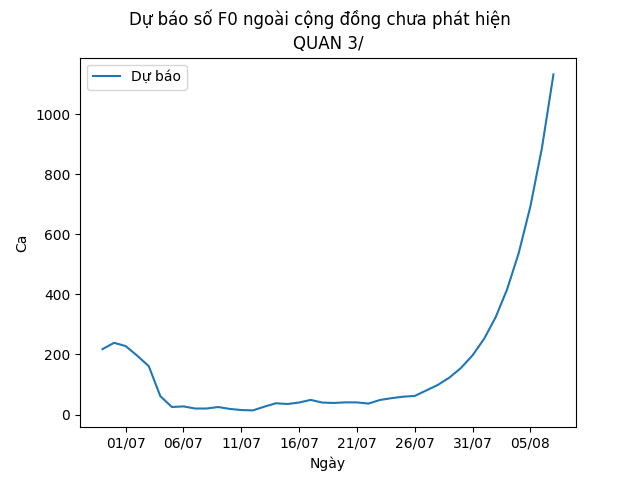 Dự báo số F0 ngoài cộng đồng chưa phát hiện
QUAN 3/
Dự báo
Ca
1000
800
600
400
200
0
01/07 06/07 11/07 16/07 21/07 26/07 31/07 05/08
Ngày